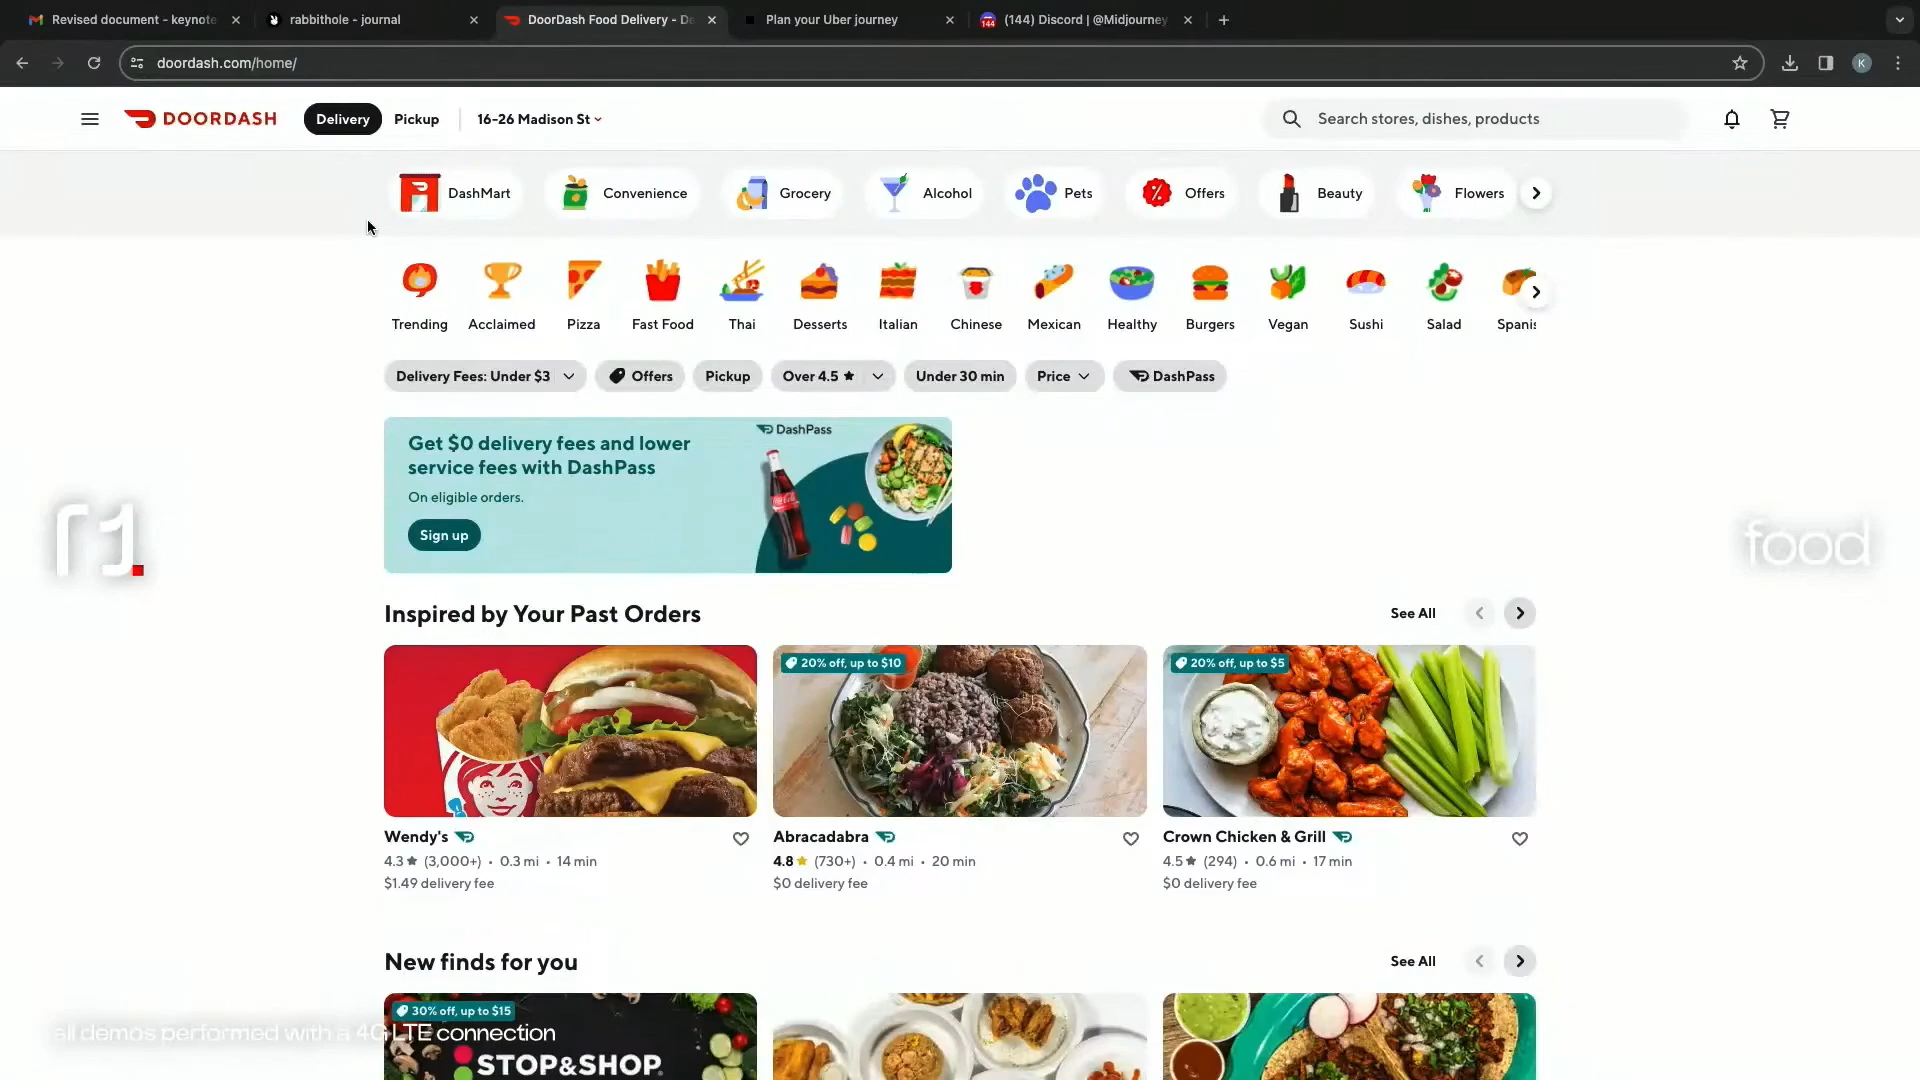 Revised document - keynote
rabbithole - journal
DoorDash Food Delivery - De
Plan your Uber journey
(144) Discord | @Midjourney
doordash.com/home/
K
DOORDASH
Delivery
Pickup
16-26 Madison St
Search stores, dishes, products
DashMart
Convenience
Grocery
Alcohol
Pets
Offers
Beauty
Flowers
Trending
Acclaimed
Pizza
Fast Food
Thai
Desserts
Italian
Chinese
Mexican
Healthy
Burgers
Vegan
Sushi
Salad
Spanis
Delivery Fees: Under $3
Offers
Pickup
Over 4.5 ★
Under 30 min
Price
DashPass
Get $0 delivery fees and lower
service fees with DashPass
On eligible orders.
Sign up
DashPass
r1.
food
Inspired by Your Past Orders
See All
20% off, up to $10
20% off, up to $5
Wendy's
4.3 ★ (3,000+) • 0.3 mi • 14 min
$1.49 delivery fee
Abracadabra
4.8 ★ (730+) • 0.4 mi • 20 min
$0 delivery fee
Crown Chicken & Grill
4.5 ★ (294) • 0.6 mi • 17 min
$0 delivery fee
New finds for you
See All
30% off, up to $15
all demos performed with a 4G LTE connection
STOP&SHOP